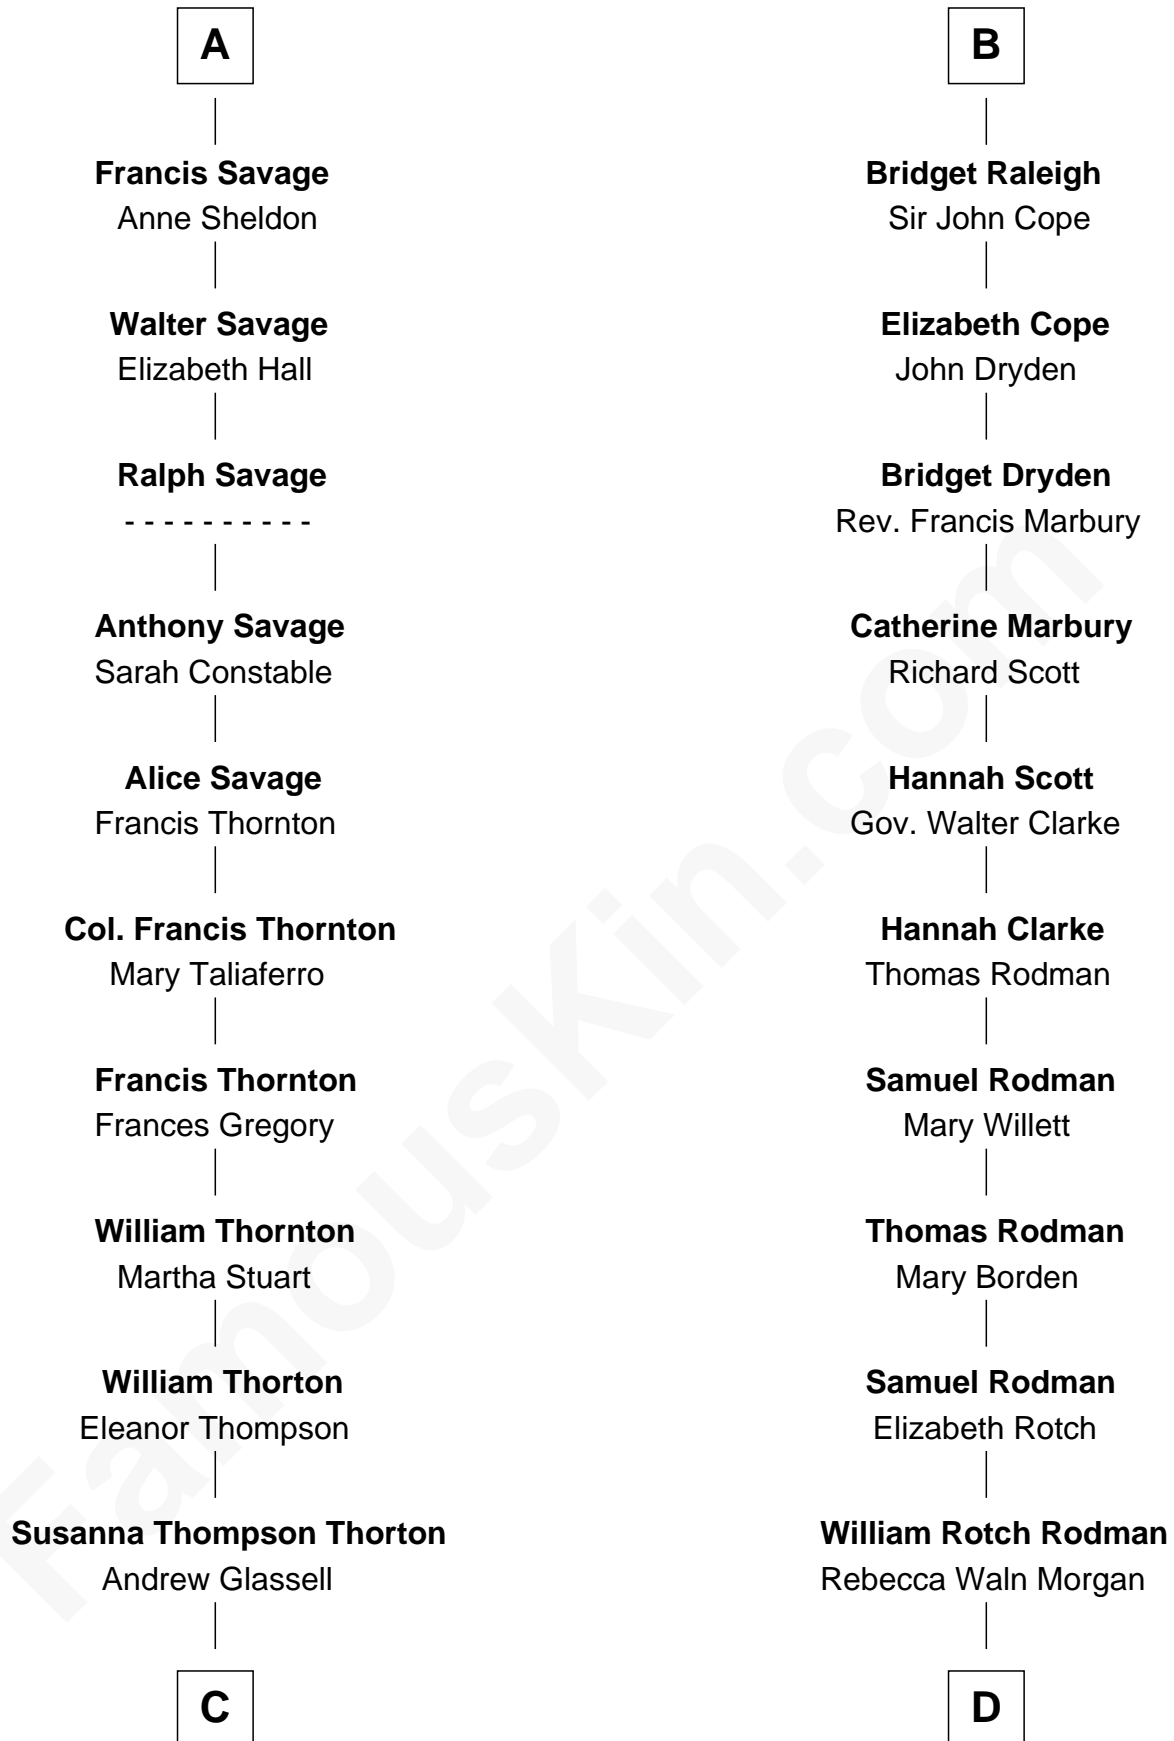 A
Francis Savage
Anne Sheldon
Walter Savage
Elizabeth Hall
Ralph Savage
- - - - - - - - - -
Anthony Savage
Sarah Constable
Alice Savage
Francis Thornton
Col. Francis Thornton
Mary Taliaferro
Francis Thornton
Frances Gregory
William Thornton
Martha Stuart
William Thorton
Eleanor Thompson
Susanna Thompson Thorton
Andrew Glassell
C
B
Bridget Raleigh
Sir John Cope
Elizabeth Cope
John Dryden
Bridget Dryden
Rev. Francis Marbury
Catherine Marbury
Richard Scott
Hannah Scott
Gov. Walter Clarke
Hannah Clarke
Thomas Rodman
Samuel Rodman
Mary Willett
Thomas Rodman
Mary Borden
Samuel Rodman
Elizabeth Rotch
William Rotch Rodman
Rebecca Waln Morgan
D
FamousKin.com